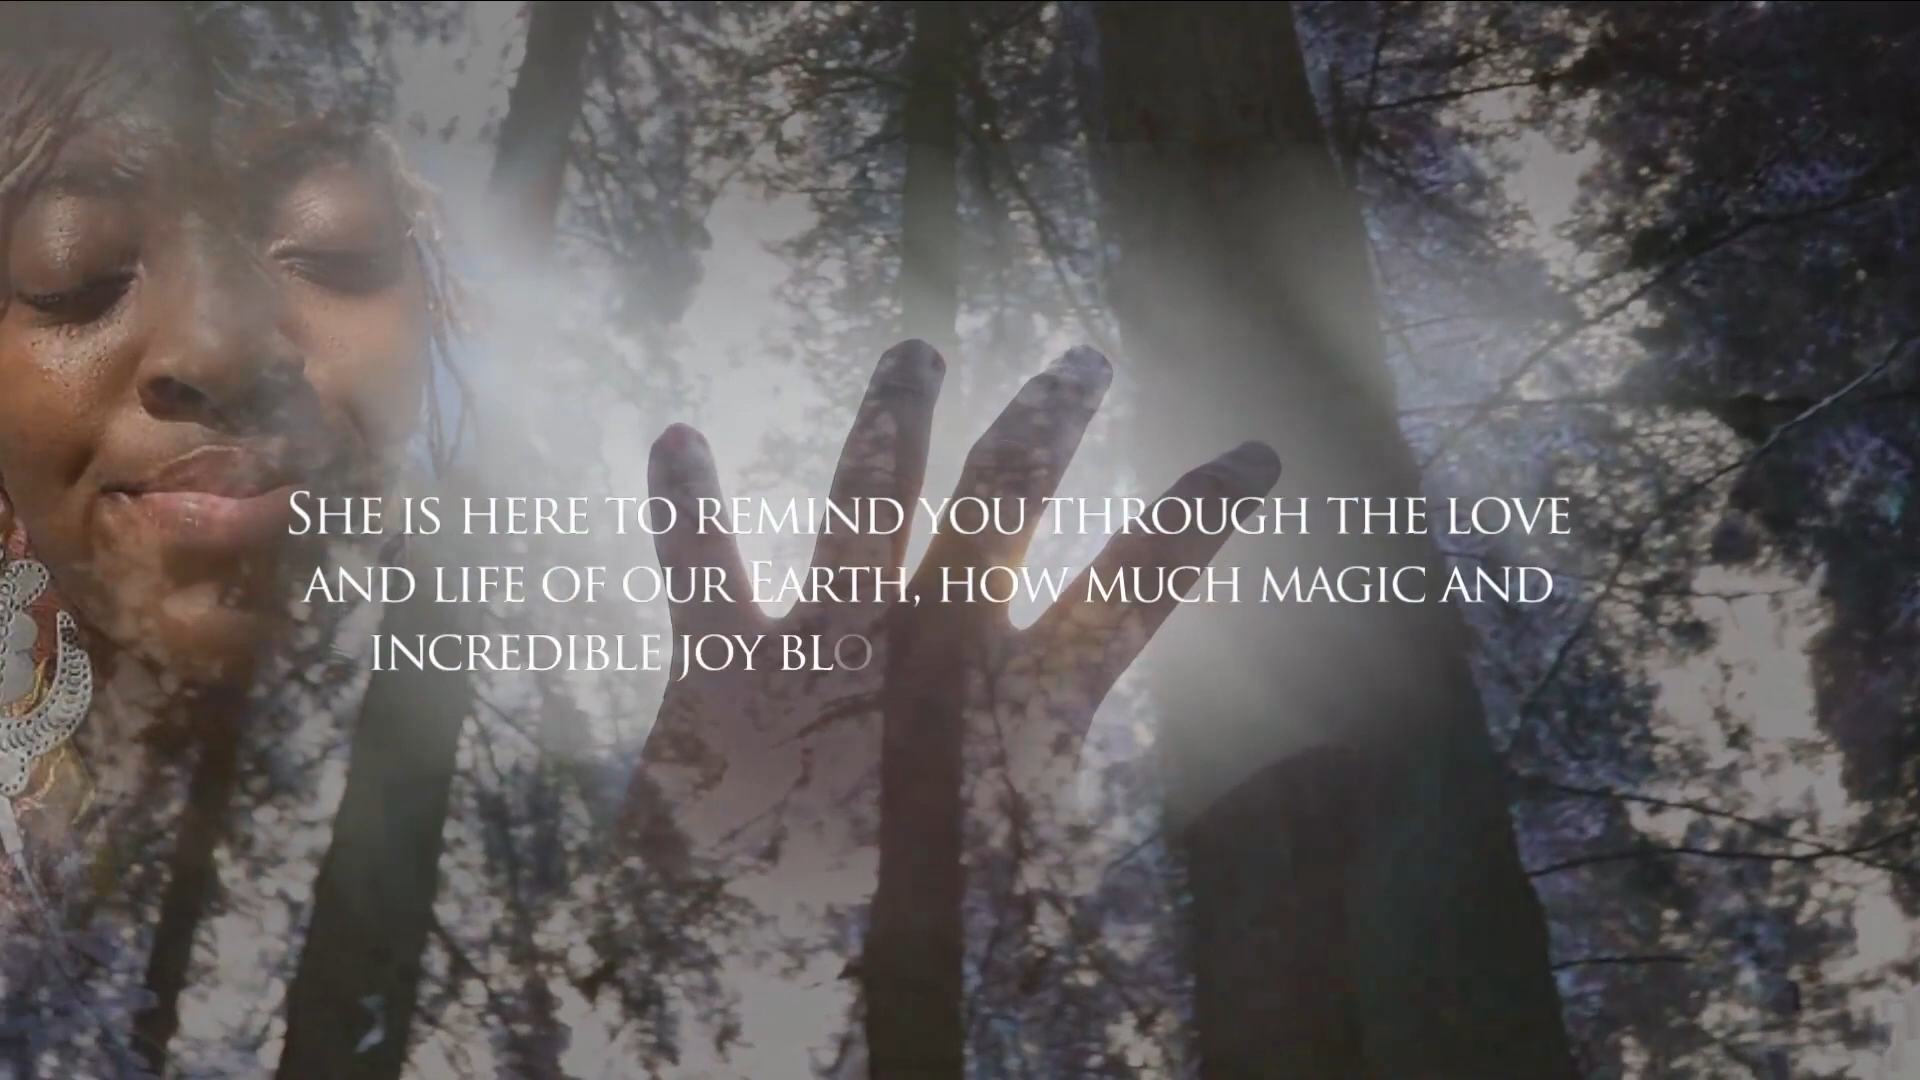 She is here to remind you through the love
and life of our Earth, how much magic and
incredible joy blo